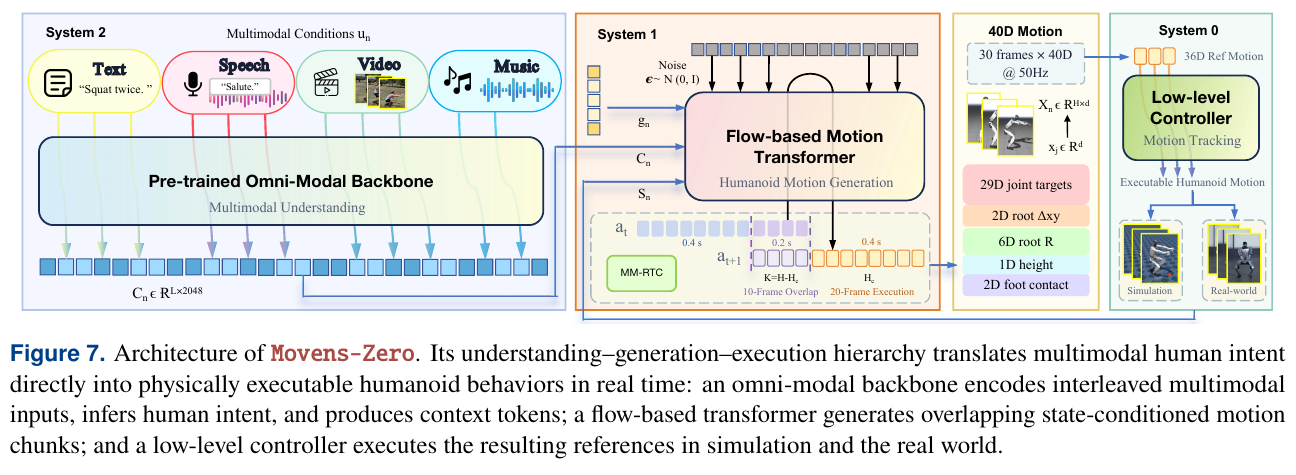 System 2
Multimodal Conditions uₙ
Text
“Squat twice. ”
Speech
“Salute.”
Video
Music
Pre-trained Omni-Modal Backbone
Multimodal Understanding
Cₙ ϵ R^{L×2048}
System 1
Noise
ϵ ~ N (0, I)
gₙ
Cₙ
Sₙ
Flow-based Motion
Transformer
Humanoid Motion Generation
aₜ
0.4 s
0.2 s
0.4 s
aₜ₊₁
MM-RTC
K=H-Hₑ
Hₑ
10-Frame Overlap
20-Frame Execution
40D Motion
30 frames × 40D
@ 50Hz
Xₙ ϵ R^{H×d}
xⱼ ϵ R^d
29D joint targets
2D root Δxy
6D root R
1D height
2D foot contact
System 0
36D Ref Motion
Low-level
Controller
Motion Tracking
Executable Humanoid Motion
Simulation
Real-world
Figure 7. Architecture of Movens-Zero. Its understanding–generation–execution hierarchy translates multimodal human intent
directly into physically executable humanoid behaviors in real time: an omni-modal backbone encodes interleaved multimodal
inputs, infers human intent, and produces context tokens; a flow-based transformer generates overlapping state-conditioned motion
chunks; and a low-level controller executes the resulting references in simulation and the real world.